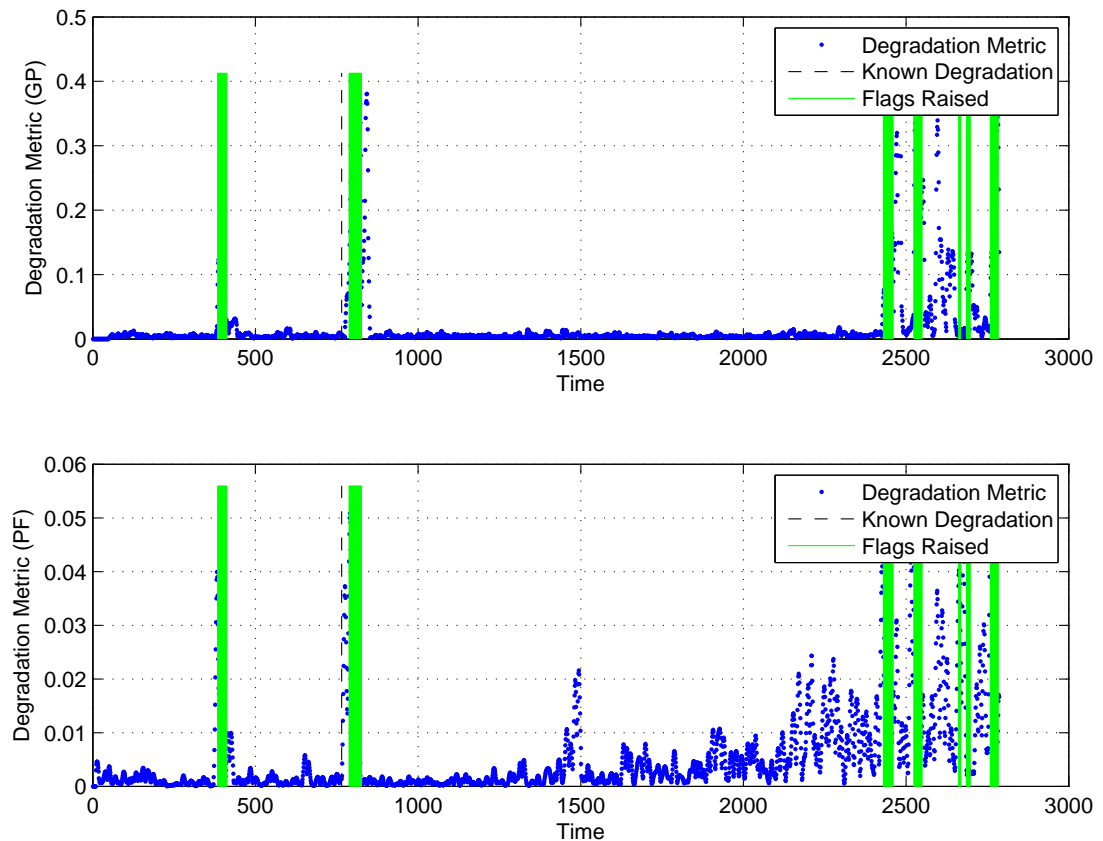 0.5
0.4
0.3
0.2
0.1
0
Degradation Metric (GP)
Degradation Metric
Known Degradation
Flags Raised
0 500 1000 1500 2000 2500 3000
Time
0.06
0.05
0.04
0.03
0.02
0.01
0
Degradation Metric (PF)
Degradation Metric
Known Degradation
Flags Raised
0 500 1000 1500 2000 2500 3000
Time